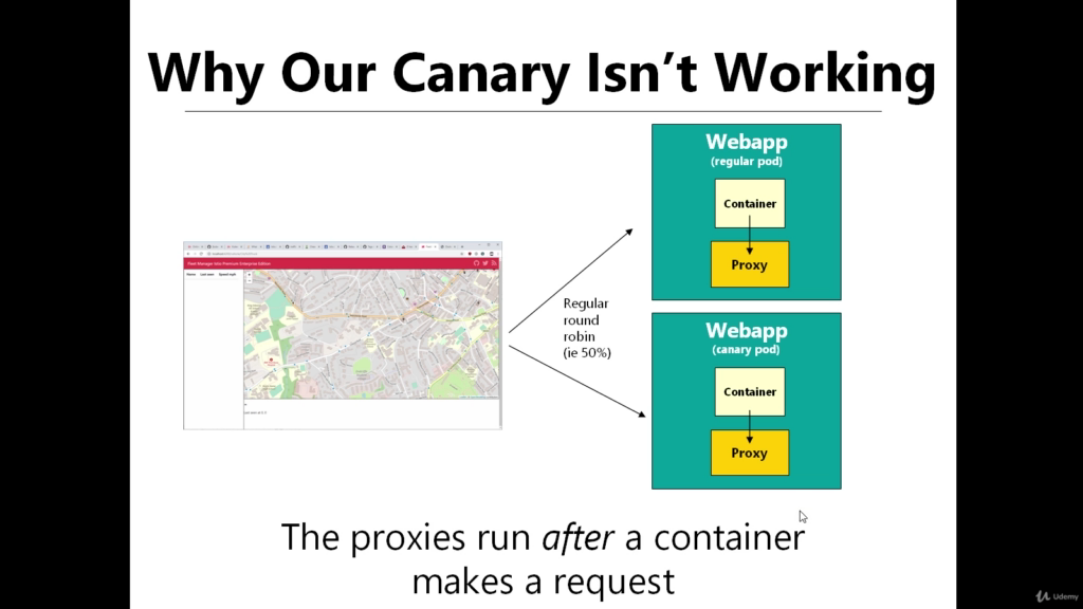 Why Our Canary Isn't Working
Webapp
(regular pod)
Container
Proxy
Regular
round
robin
(ie 50%)
Webapp
(canary pod)
Container
Proxy
The proxies run after a container
makes a request
Udemy